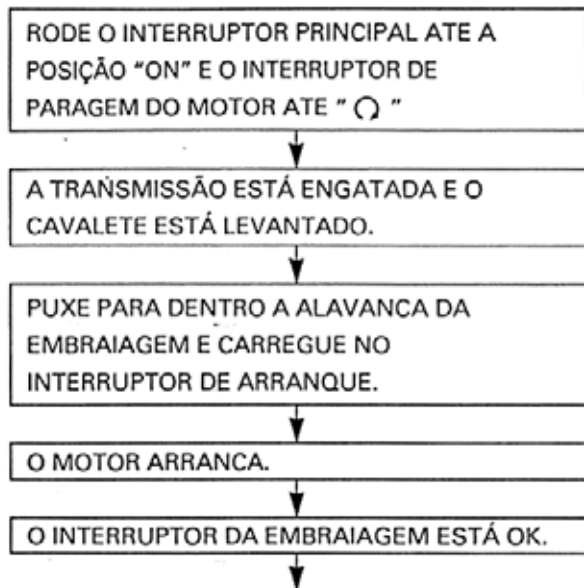 RODE O INTERRUPTOR PRINCIPAL ATE A
POSIÇÃO "ON" E O INTERRUPTOR DE
PARAGEM DO MOTOR ATE " "
A TRANSMISSÃO ESTÁ ENGATADA E O
CAVALETE ESTÁ LEVANTADO.
PUXE PARA DENTRO A ALAVANCA DA
EMBRAIAGEM E CARREGUE NO
INTERRUPTOR DE ARRANQUE.
O MOTOR ARRANCA.
O INTERRUPTOR DA EMBRAIAGEM ESTÁ OK.